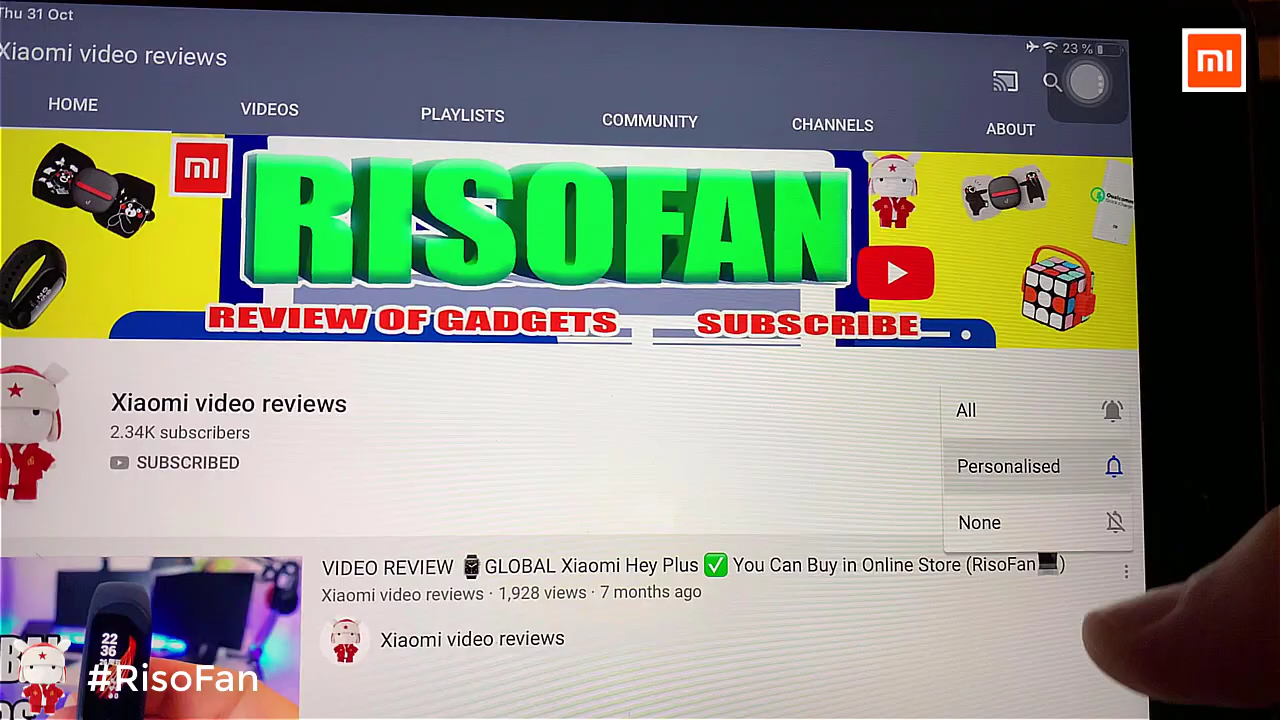 Thu 31 Oct
Xiaomi video reviews
23 %
HOME
VIDEOS
PLAYLISTS
COMMUNITY
CHANNELS
ABOUT
mi
mi
RISOFAN
REVIEW OF GADGETS
SUBSCRIBE
Xiaomi video reviews
2.34K subscribers
SUBSCRIBED
All
Personalised
None
VIDEO REVIEW ⌚GLOBAL Xiaomi Hey Plus ✅ You Can Buy in Online Store (RisoFan💻)
Xiaomi video reviews · 1,928 views · 7 months ago
Xiaomi video reviews
22
36
#RisoFan